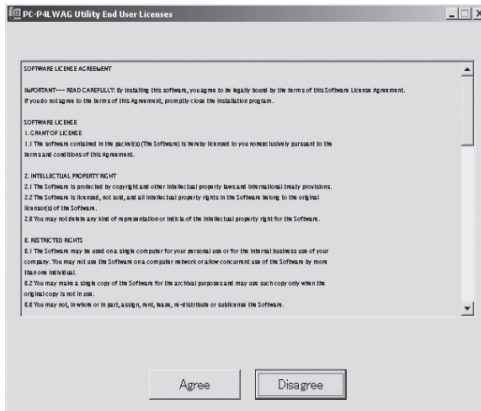 PC-P4LWAG Utility End User Licenses
SOFTWARE LICENSE AGREEMENT
IMPORTANT--- READ CAREFULLY: By installing this software, you agree to be legally bound by the terms of this Software License Agreement.
If you do not agree to the terms of this Agreement, promptly close the installation program.
SOFTWARE LICENSE
1. GRANT OF LICENSE
1.1 The software contained in the packet(s) (The Software) is hereby licensed to you nonexclusively pursuant to the
terms and conditions of this Agreement.
2. INTELLECTUAL PROPERTY RIGHT
2.1 The Software is protected by copyright and other intellectual property laws and international treaty provisions.
2.2 The Software is licensed, not sold, and all intellectual property rights in the Software belong to the original
licensor(s) of the Software.
2.3 You may not delete any kind of representation or indicia of the intellectual property right for the Software.
3. RESTRICTED RIGHTS
3.1 The Software may be used on a single computer for your personal use or for the internal business use of your
company. You may not use the Software on a computer network or allow concurrent use of the Software by more
than one individual.
3.2 You may make a single copy of the Software for the archival purposes and may use such copy only when the
original copy is not in use.
3.3 You may not, in whole or in part, assign, rent, lease, re-distribute or sublicense the Software.
Agree
Disagree